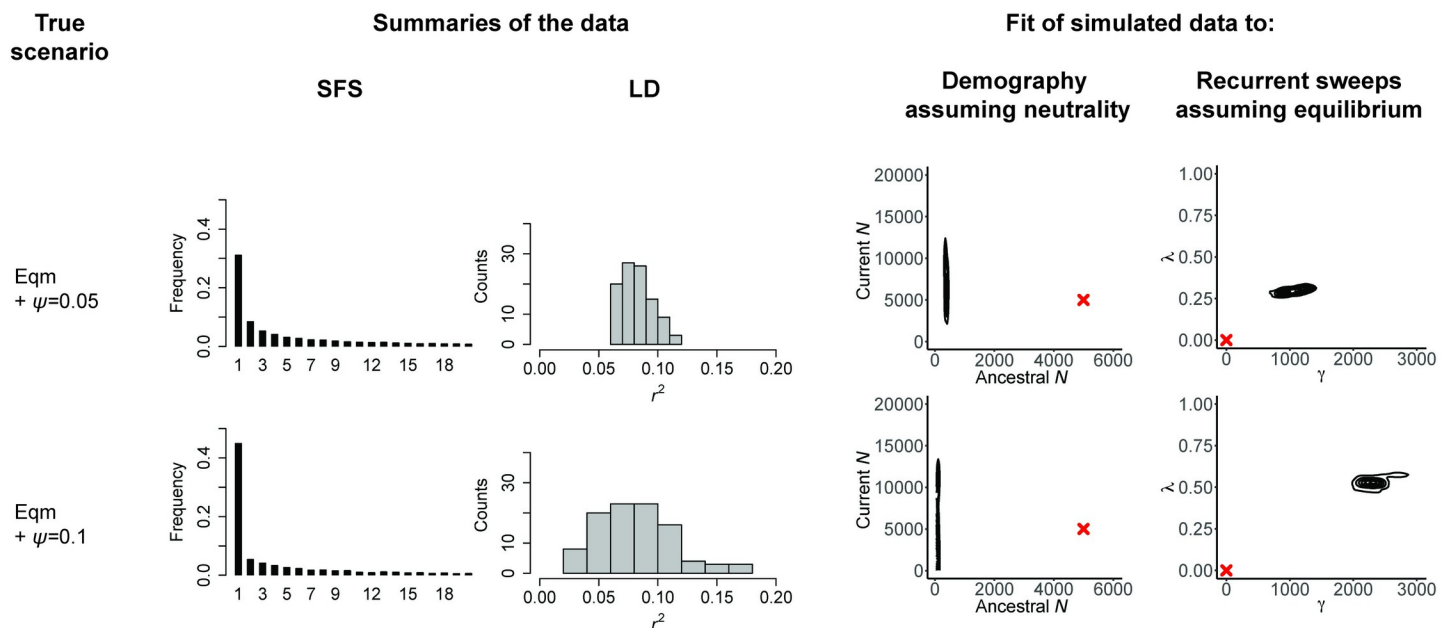 True
scenario
Summaries of the data
Fit of simulated data to:
SFS
LD
Demography
assuming neutrality
Recurrent sweeps
assuming equilibrium
Eqm
+ ψ=0.05
Frequency
0.0 0.2 0.4
1 3 5 7 9 12 15 18
Counts
0 10 30
0.00 0.05 0.10 0.15 0.20
r²
Current N
20000
15000
10000
5000
0
0 2000 4000 6000
Ancestral N
λ
1.00
0.75
0.50
0.25
0.00
0 1000 2000 3000
γ
Eqm
+ ψ=0.1
Frequency
0.0 0.2 0.4
1 3 5 7 9 12 15 18
Counts
0 10 30
0.00 0.05 0.10 0.15 0.20
r²
Current N
20000
15000
10000
5000
0
0 2000 4000 6000
Ancestral N
λ
1.00
0.75
0.50
0.25
0.00
0 1000 2000 3000
γ